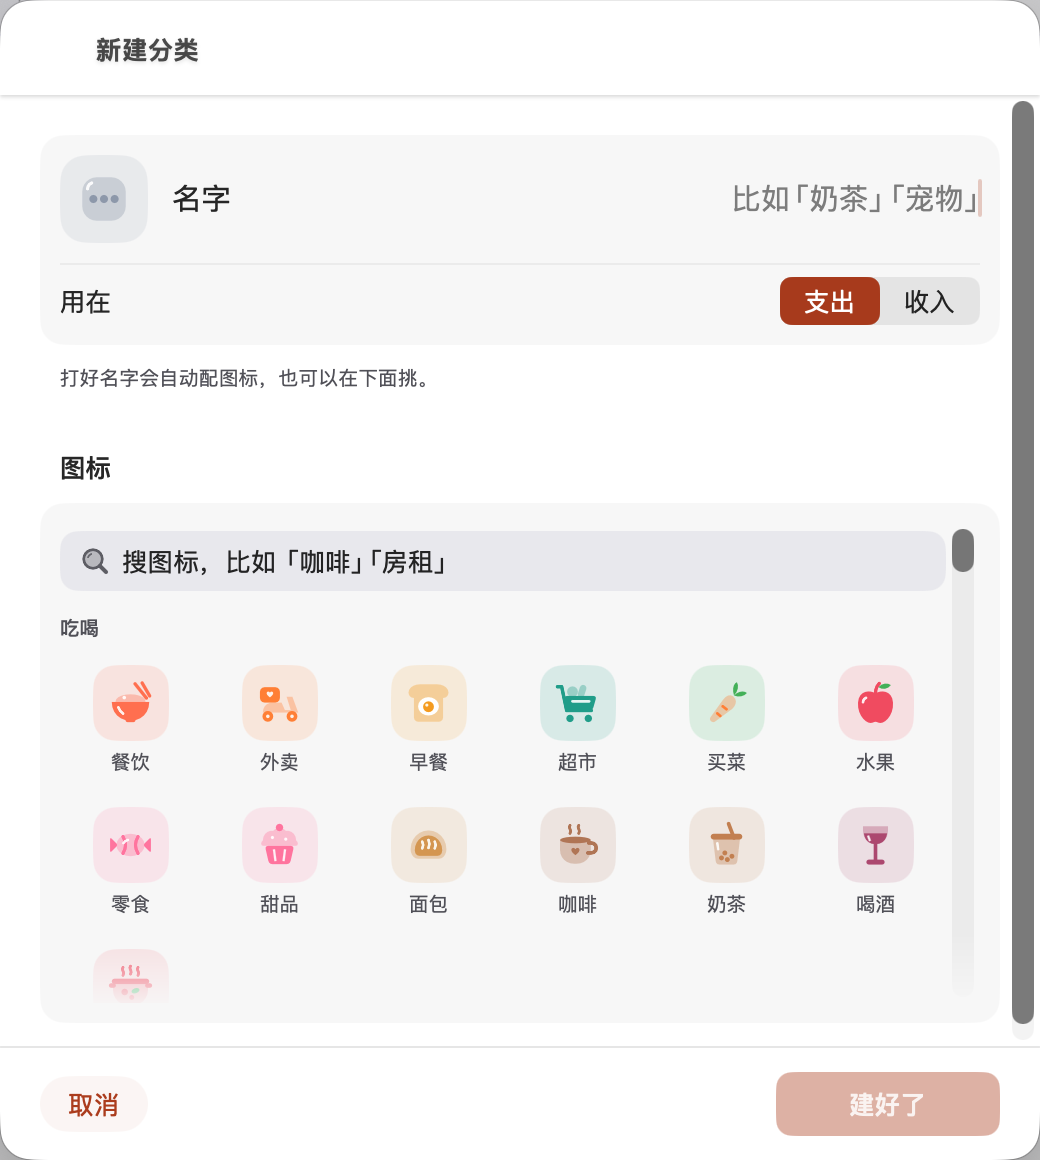 新建分类
名字 比如「奶茶」「宠物」
用在 支出 收入
打好名字会自动配图标，也可以在下面挑。
图标
搜图标，比如「咖啡」「房租」
吃喝
餐饮 外卖 早餐 超市 买菜 水果
零食 甜品 面包 咖啡 奶茶 喝酒
取消 建好了